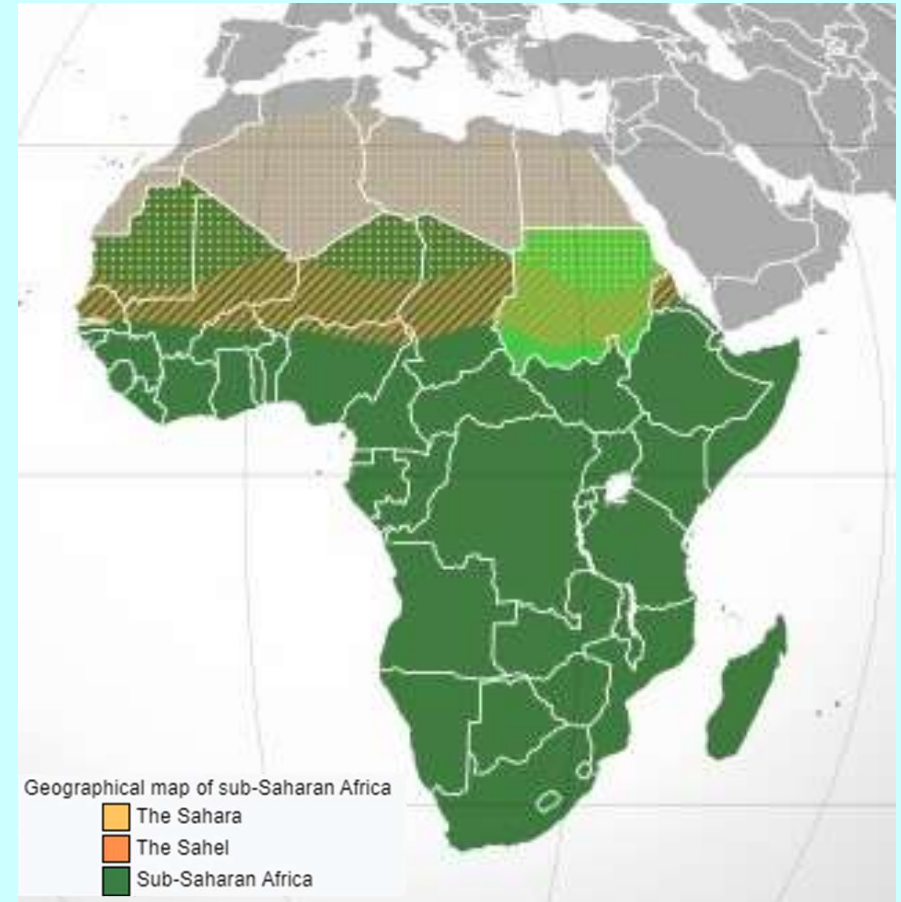 Geographical map of sub-Saharan Africa
The Sahara
The Sahel
Sub-Saharan Africa